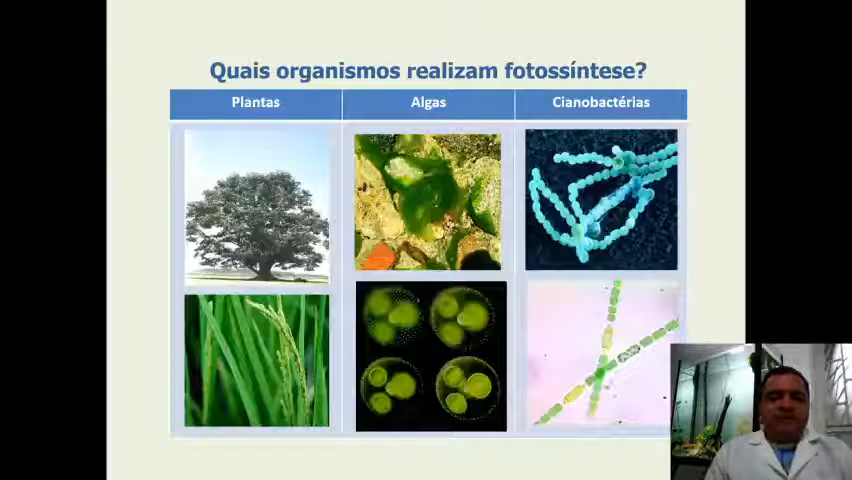 Quais organismos realizam fotossíntese?
Plantas
Algas
Cianobactérias